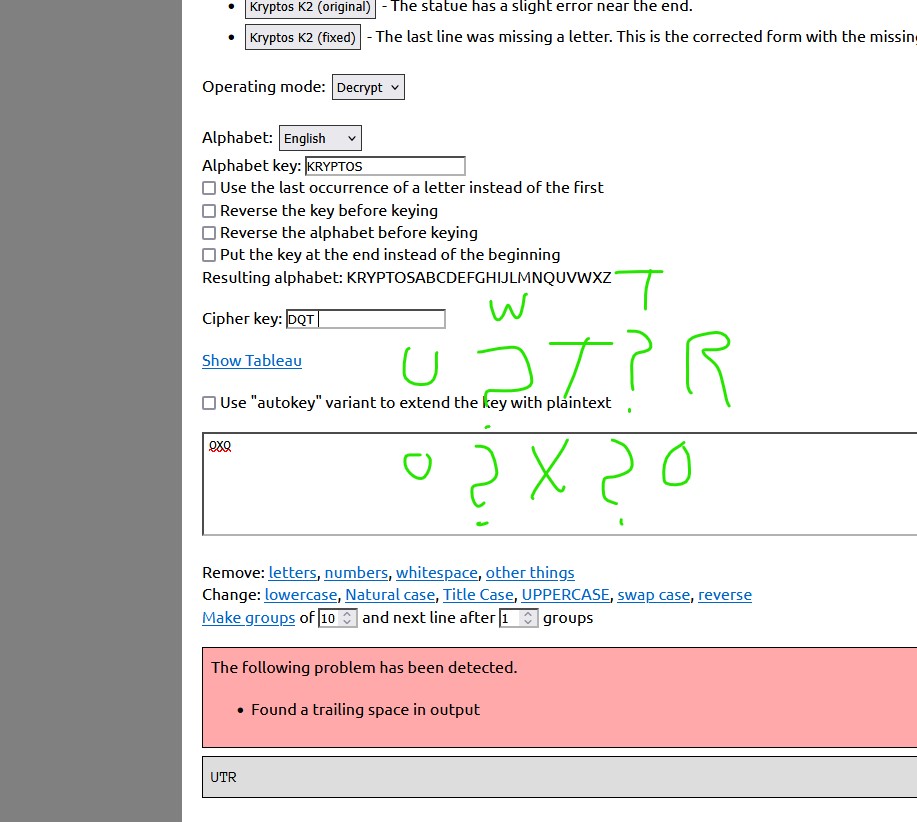 Kryptos K2 (original) - The statue has a slight error near the end.
Kryptos K2 (fixed) - The last line was missing a letter. This is the corrected form with the missin
Operating mode: Decrypt
Alphabet: English
Alphabet key: KRYPTOS
Use the last occurrence of a letter instead of the first
Reverse the key before keying
Reverse the alphabet before keying
Put the key at the end instead of the beginning
Resulting alphabet: KRYPTOSABCDEFGHIJLMNQUVWXZ
W T
Cipher key: DQT
U ? T ? R
Show Tableau
Use "autokey" variant to extend the key with plaintext
OXO
O ? X ? O
Remove: letters, numbers, whitespace, other things
Change: lowercase, Natural case, Title Case, UPPERCASE, swap case, reverse
Make groups of 10 and next line after 1 groups
The following problem has been detected.
Found a trailing space in output
UTR